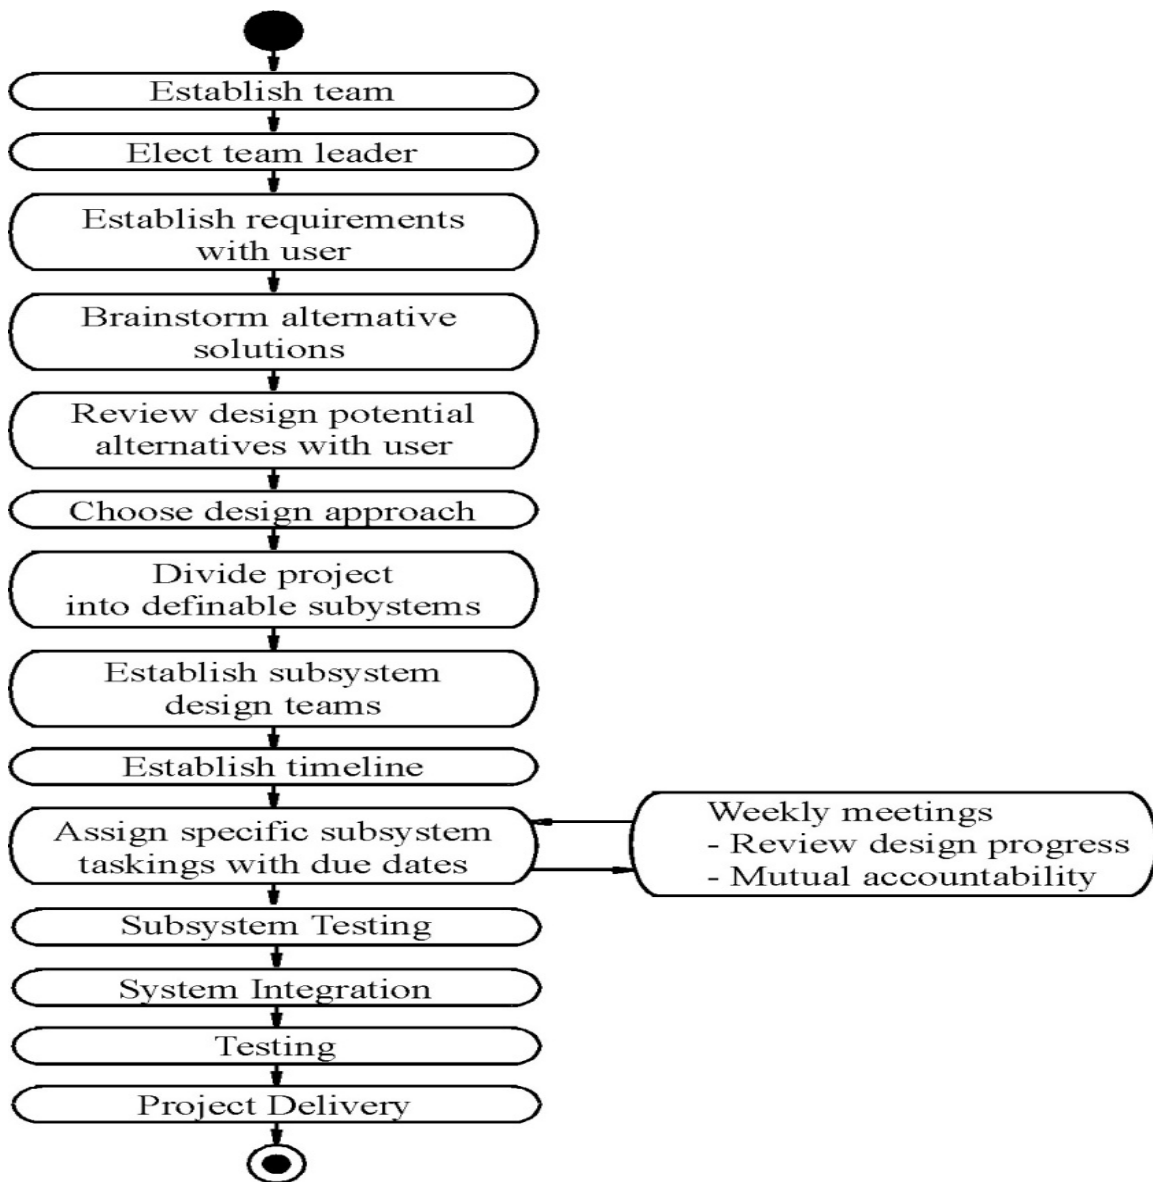 Establish team
Elect team leader
Establish requirements
with user
Brainstorm alternative
solutions
Review design potential
alternatives with user
Choose design approach
Divide project
into definable subystems
Establish subsystem
design teams
Establish timeline
Assign specific subsystem
taskings with due dates
Weekly meetings
- Review design progress
- Mutual accountability
Subsystem Testing
System Integration
Testing
Project Delivery